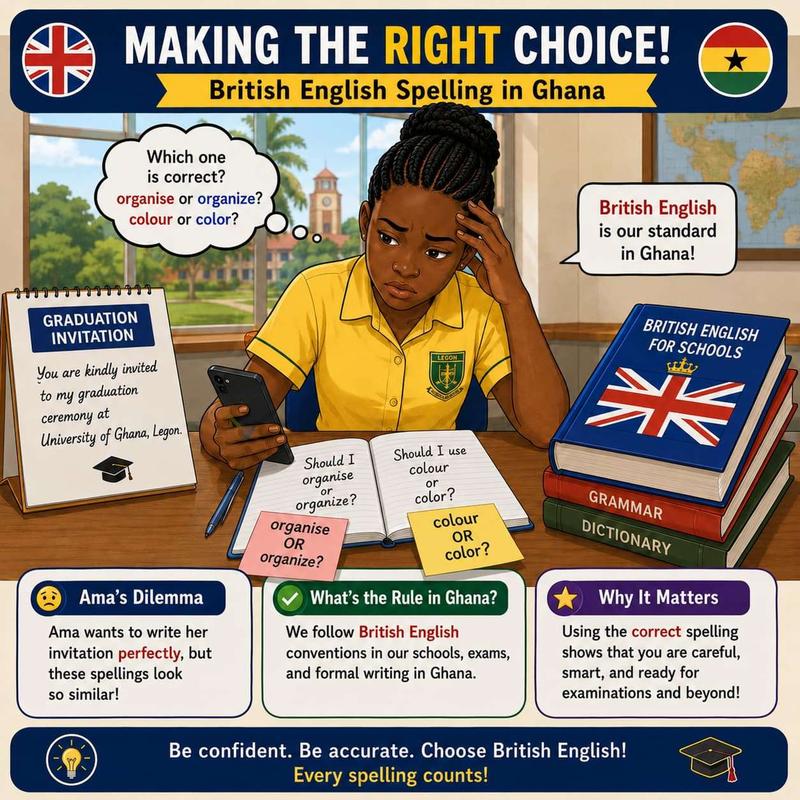 MAKING THE RIGHT CHOICE!
British English Spelling in Ghana
Which one
is correct?
organise or organize?
colour or color?
British English
is our standard
in Ghana!
GRADUATION
INVITATION
You are kindly invited
to my graduation
ceremony at
University of Ghana, Legon.
LEGON
BRITISH ENGLISH
FOR SCHOOLS
GRAMMAR
DICTIONARY
Should I
organise
or
organize?
Should I use
colour
or
color?
organise
OR
organize?
colour
OR
color?
Ama's Dilemma
Ama wants to write her
invitation perfectly, but
these spellings look
so similar!
What's the Rule in Ghana?
We follow British English
conventions in our schools, exams,
and formal writing in Ghana.
Why It Matters
Using the correct spelling
shows that you are careful,
smart, and ready for
examinations and beyond!
Be confident. Be accurate. Choose British English!
Every spelling counts!